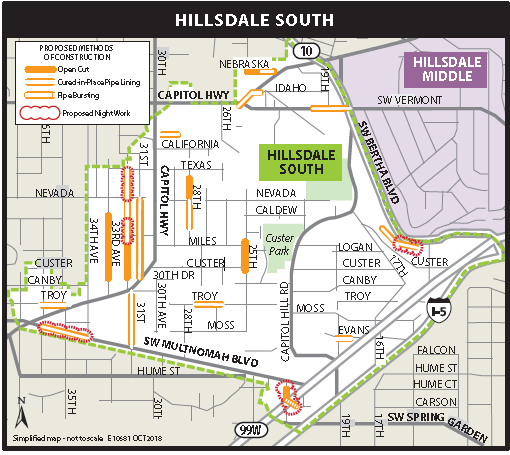 HILLSDALE SOUTH
PROPOSED METHODS
OF CONSTRUCTION
Open Cut
Cured-in-Place Pipe Lining
Pipe Bursting
Proposed Night Work
30TH
NEBRASKA
10
19TH
HILLSDALE
MIDDLE
IDAHO
CAPITOL HWY
SW VERMONT
26TH
35TH
31ST
CALIFORNIA
SW BERTHA BLVD
TEXAS
CAPITOL HWY
HILLSDALE
SOUTH
28TH
NEVADA
NEVADA
CALDEW
34TH AVE
33RD AVE
MILES
Custer
Park
25TH
LOGAN
17TH
CUSTER
CUSTER
CUSTER
CUSTER
30TH DR
CANBY
CANBY
TROY
TROY
TROY
30TH AVE
CAPITOL HILL RD
31ST
28TH
MOSS
MOSS
I-5
EVANS
16TH
SW MULTNOMAH BLVD
FALCON
HUME ST
HUME ST
HUME CT
35TH
30TH
CARSON
N
19TH
17TH
SW SPRING
GARDEN
99W
Simplified map - not to scale E10681 OCT2018